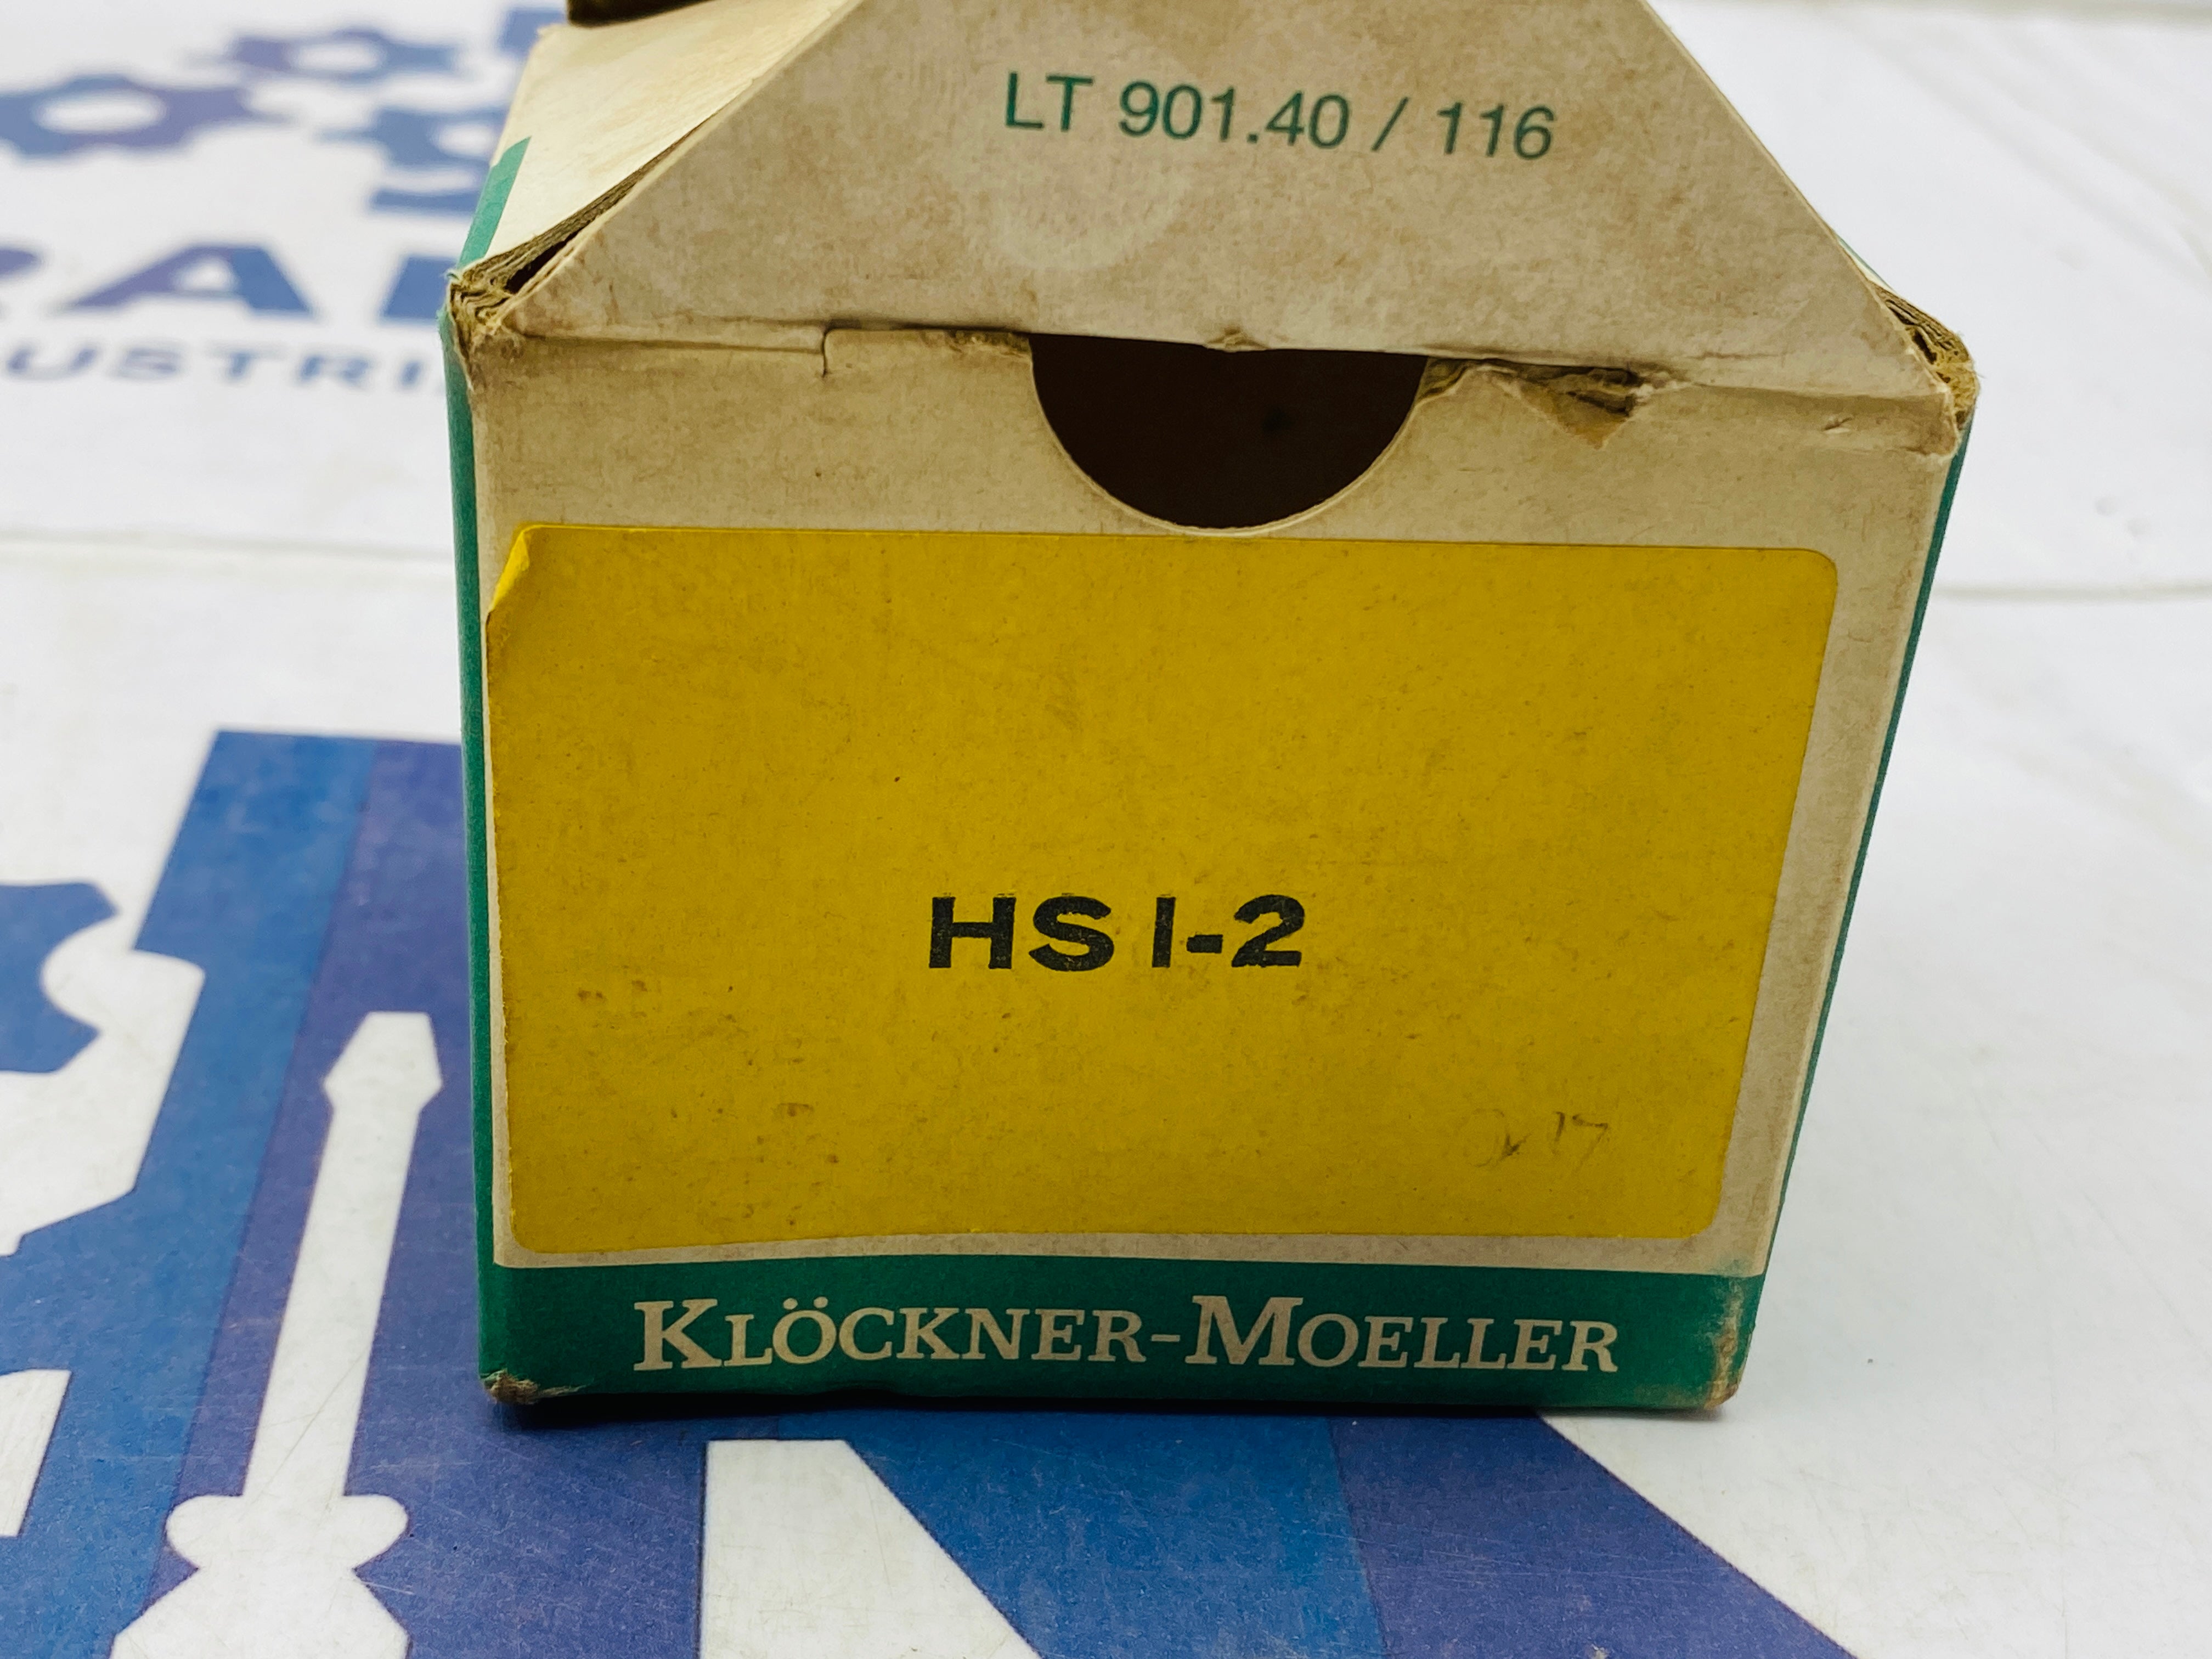 LT 901.40 / 116
HS I-2
KLÖCKNER-MOELLER